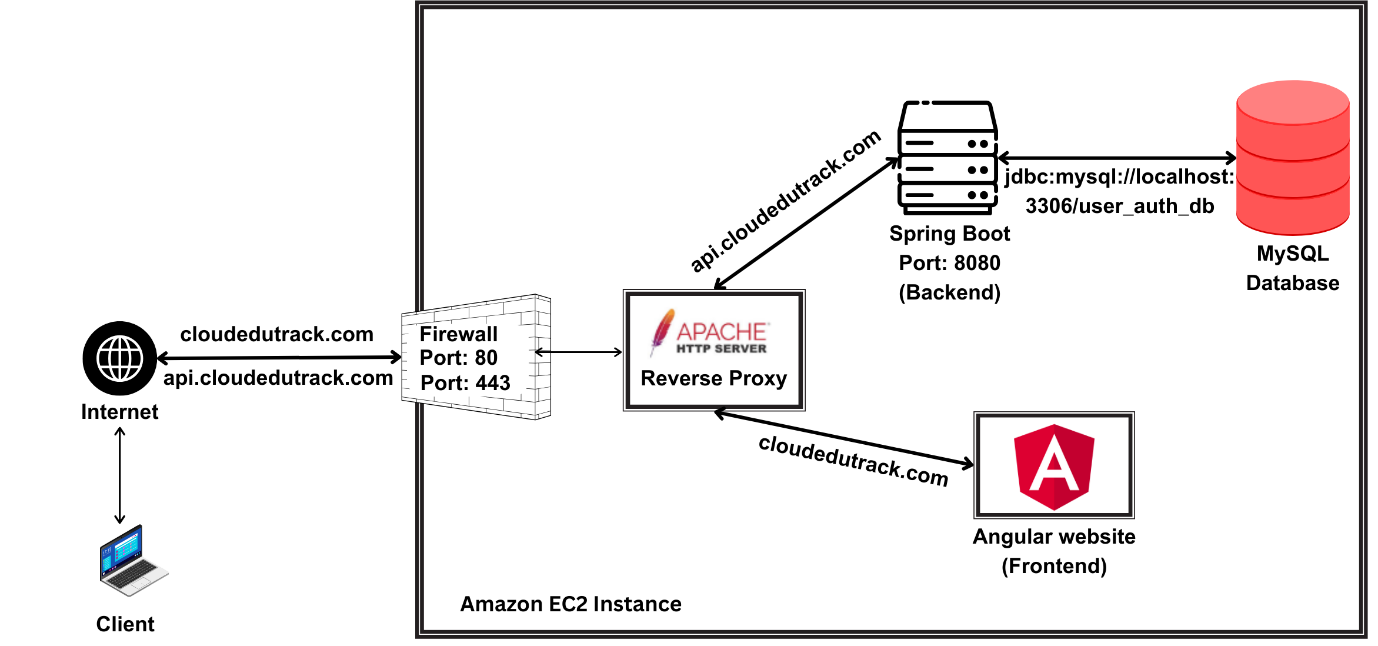 cloudedutrack.com
api.cloudedutrack.com
Internet
Client
Firewall
Port: 80
Port: 443
APACHE
HTTP SERVER
Reverse Proxy
api.cloudedutrack.com
Spring Boot
Port: 8080
(Backend)
jdbc:mysql://localhost:
3306/user_auth_db
MySQL
Database
cloudedutrack.com
A
Angular website
(Frontend)
Amazon EC2 Instance